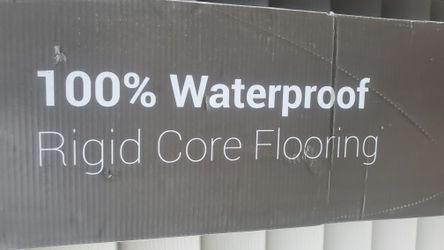 100% Waterproof
Rigid Core Flooring